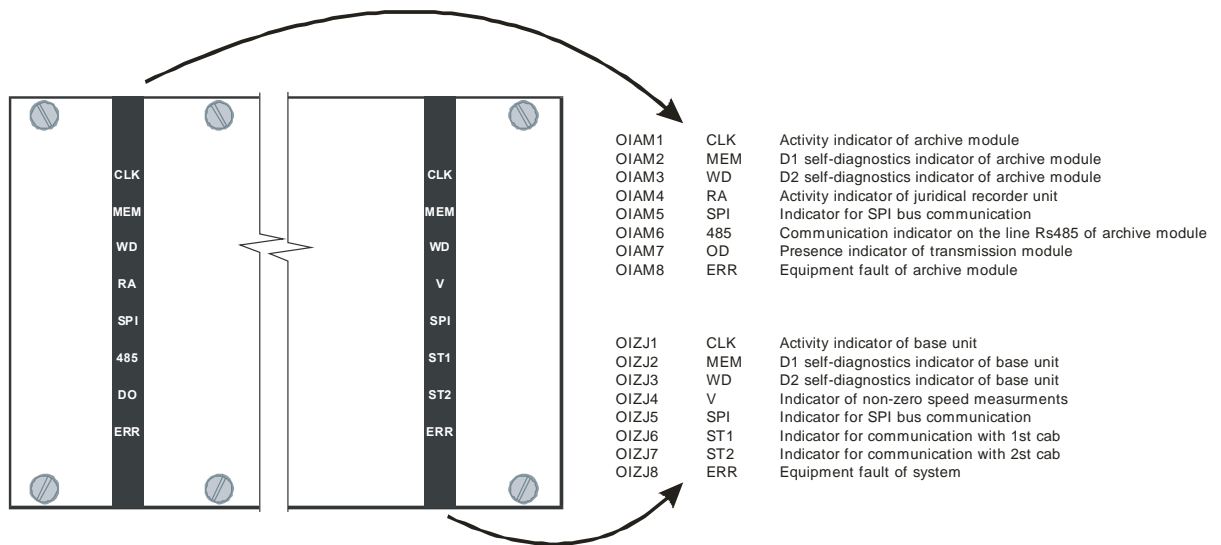 CLK
MEM
WD
RA
SPI
485
DO
ERR
CLK
MEM
WD
V
SPI
ST1
ST2
ERR
OIAM1 CLK Activity indicator of archive module
OIAM2 MEM D1 self-diagnostics indicator of archive module
OIAM3 WD D2 self-diagnostics indicator of archive module
OIAM4 RA Activity indicator of juridical recorder unit
OIAM5 SPI Indicator for SPI bus communication
OIAM6 485 Communication indicator on the line Rs485 of archive module
OIAM7 OD Presence indicator of transmission module
OIAM8 ERR Equipment fault of archive module
OIZJ1 CLK Activity indicator of base unit
OIZJ2 MEM D1 self-diagnostics indicator of base unit
OIZJ3 WD D2 self-diagnostics indicator of base unit
OIZJ4 V Indicator of non-zero speed measurments
OIZJ5 SPI Indicator for SPI bus communication
OIZJ6 ST1 Indicator for communication with 1st cab
OIZJ7 ST2 Indicator for communication with 2st cab
OIZJ8 ERR Equipment fault of system